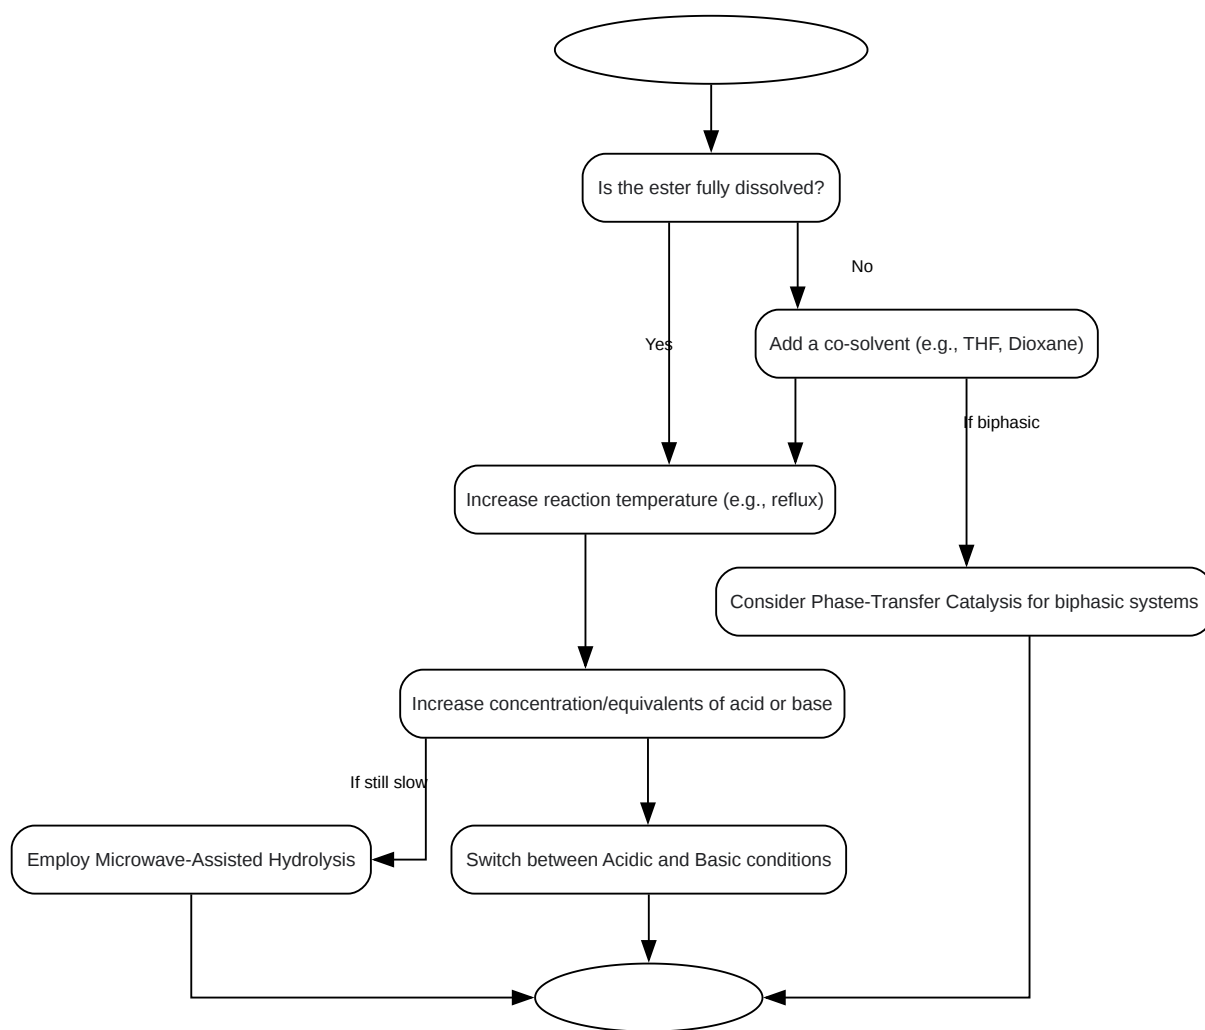 Is the ester fully dissolved?
No
Yes
Add a co-solvent (e.g., THF, Dioxane)
If biphasic
Increase reaction temperature (e.g., reflux)
Consider Phase-Transfer Catalysis for biphasic systems
Increase concentration/equivalents of acid or base
If still slow
Employ Microwave-Assisted Hydrolysis
Switch between Acidic and Basic conditions